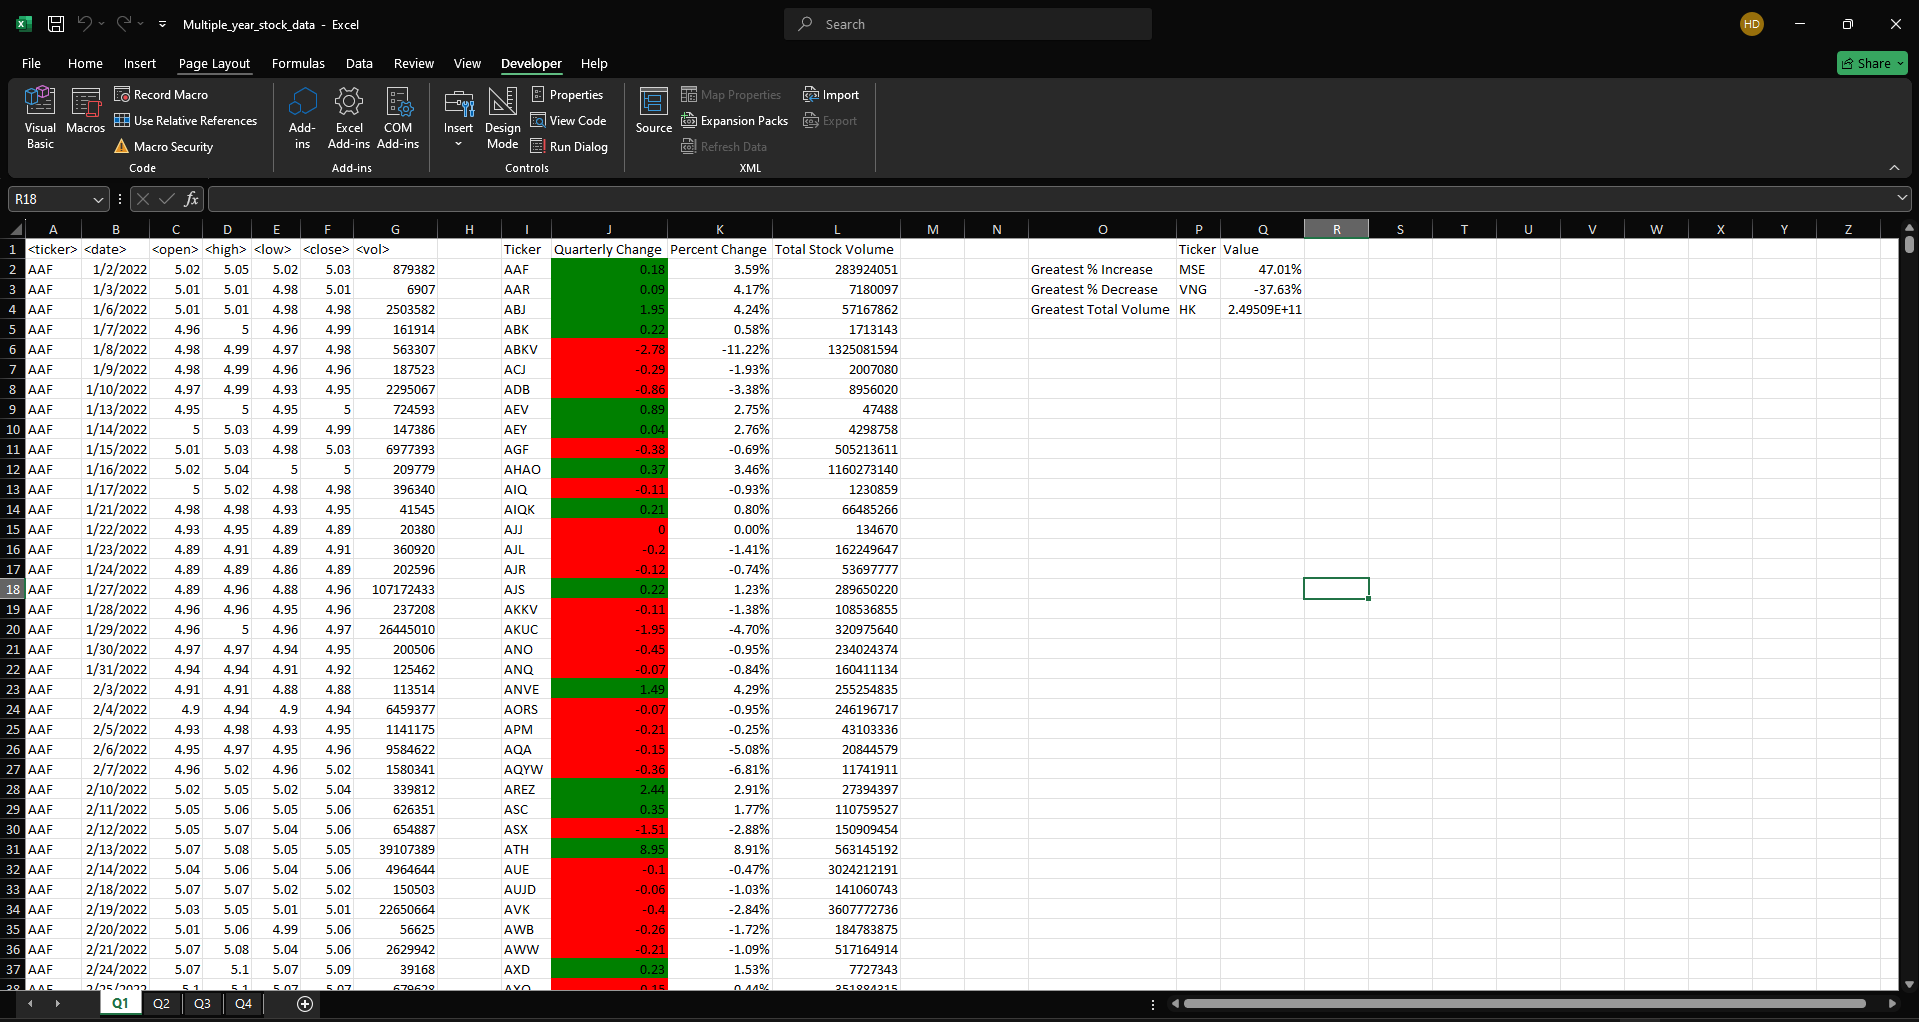 Multiple_year_stock_data - Excel
Search
HD
File Home Insert Page Layout Formulas Data Review View Developer Help
Share
Visual Basic
Macros
Record Macro
Use Relative References
Macro Security
Code
Add-ins
Excel Add-ins
COM Add-ins
Add-ins
Insert
Design Mode
Properties
View Code
Run Dialog
Controls
Source
Map Properties
Expansion Packs
Refresh Data
Import
Export
XML
R18
fx
A B C D E F G H I J K L M N O P Q R S T U V W X Y Z
1 <ticker> <date> <open> <high> <low> <close> <vol> Ticker Quarterly Change Percent Change Total Stock Volume Ticker Value
2 AAF 1/2/2022 5.02 5.05 5.02 5.03 879382 AAF 0.18 3.59% 283924051 Greatest % Increase MSE 47.01%
3 AAF 1/3/2022 5.01 5.01 4.98 5.01 6907 AAR 0.09 4.17% 7180097 Greatest % Decrease VNG -37.63%
4 AAF 1/6/2022 5.01 5.01 4.98 4.98 2503582 ABJ 1.95 4.24% 57167862 Greatest Total Volume HK 2.49509E+11
5 AAF 1/7/2022 4.96 5 4.96 4.99 161914 ABK 0.22 0.58% 1713143
6 AAF 1/8/2022 4.98 4.99 4.97 4.98 563307 ABKV -2.78 -11.22% 1325081594
7 AAF 1/9/2022 4.98 4.99 4.96 4.96 187523 ACJ -0.29 -1.93% 2007080
8 AAF 1/10/2022 4.97 4.99 4.93 4.95 2295067 ADB -0.86 -3.38% 8956020
9 AAF 1/13/2022 4.95 5 4.95 5 724593 AEV 0.89 2.75% 47488
10 AAF 1/14/2022 5 5.03 4.99 4.99 147386 AEY 0.04 2.76% 4298758
11 AAF 1/15/2022 5.01 5.03 4.98 5.03 6977393 AGF -0.38 -0.69% 505213611
12 AAF 1/16/2022 5.02 5.04 5 5 209779 AHAO 0.37 3.46% 1160273140
13 AAF 1/17/2022 5 5.02 4.98 4.98 396340 AIQ -0.11 -0.93% 1230859
14 AAF 1/21/2022 4.98 4.98 4.93 4.95 41545 AIQK 0.21 0.80% 66485266
15 AAF 1/22/2022 4.93 4.95 4.89 4.89 20380 AJJ 0 0.00% 134670
16 AAF 1/23/2022 4.89 4.91 4.89 4.91 360920 AJL -0.2 -1.41% 162249647
17 AAF 1/24/2022 4.89 4.89 4.86 4.89 202596 AJR -0.12 -0.74% 53697777
18 AAF 1/27/2022 4.89 4.96 4.88 4.96 107172433 AJS 0.22 1.23% 289650220
19 AAF 1/28/2022 4.96 4.96 4.95 4.96 237208 AKKV -0.11 -1.38% 108536855
20 AAF 1/29/2022 4.96 5 4.96 4.97 26445010 AKUC -1.95 -4.70% 320975640
21 AAF 1/30/2022 4.97 4.97 4.94 4.95 200506 ANO -0.45 -0.95% 234024374
22 AAF 1/31/2022 4.94 4.94 4.91 4.92 125462 ANQ -0.07 -0.84% 160411134
23 AAF 2/3/2022 4.91 4.91 4.88 4.88 113514 ANVE 1.49 4.29% 255254835
24 AAF 2/4/2022 4.9 4.94 4.9 4.94 6459377 AORS -0.07 -0.95% 246196717
25 AAF 2/5/2022 4.93 4.98 4.93 4.95 1141175 APM -0.21 -0.25% 43103336
26 AAF 2/6/2022 4.95 4.97 4.95 4.96 9584622 AQA -0.15 -5.08% 20844579
27 AAF 2/7/2022 4.96 5.02 4.96 5.02 1580341 AQYW -0.36 -6.81% 11741911
28 AAF 2/10/2022 5.02 5.05 5.02 5.04 339812 AREZ 2.44 2.91% 27394397
29 AAF 2/11/2022 5.05 5.06 5.05 5.06 626351 ASC 0.35 1.77% 110759527
30 AAF 2/12/2022 5.05 5.07 5.04 5.06 654887 ASX -1.51 -2.88% 150909454
31 AAF 2/13/2022 5.07 5.08 5.05 5.05 39107389 ATH 8.95 8.91% 563145192
32 AAF 2/14/2022 5.04 5.06 5.04 5.06 4964644 AUE -0.1 -0.47% 3024212191
33 AAF 2/18/2022 5.07 5.07 5.02 5.02 150503 AUJD -0.06 -1.03% 141060743
34 AAF 2/19/2022 5.03 5.05 5.01 5.01 22650664 AVK -0.4 -2.84% 3607772736
35 AAF 2/20/2022 5.01 5.06 4.99 5.06 56625 AWB -0.26 -1.72% 184783875
36 AAF 2/21/2022 5.07 5.08 5.04 5.06 2629942 AWW -0.21 -1.09% 517164914
37 AAF 2/24/2022 5.07 5.1 5.07 5.09 39168 AXD 0.23 1.53% 7727343
38 AAF 2/25/2022 5.1 5.1 5.07 5.07
Q1 Q2 Q3 Q4